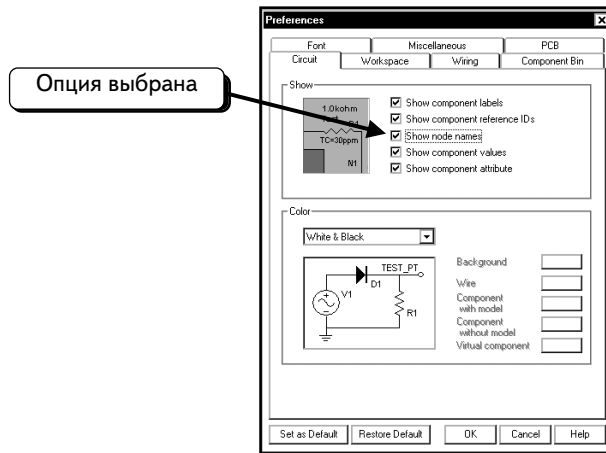 Preferences
Font Miscellaneous PCB
Circuit Workspace Wiring Component Bin
Опция выбрана
Show
1.0kohm
TC=30ppm
N1
Show component labels
Show component reference IDs
Show node names
Show component values
Show component attribute
Color
White & Black
TEST_PT
D1
V1
R1
Background
Wire
Component
with model
Component
without model
Virtual component
Set as Default Restore Default OK Cancel Help